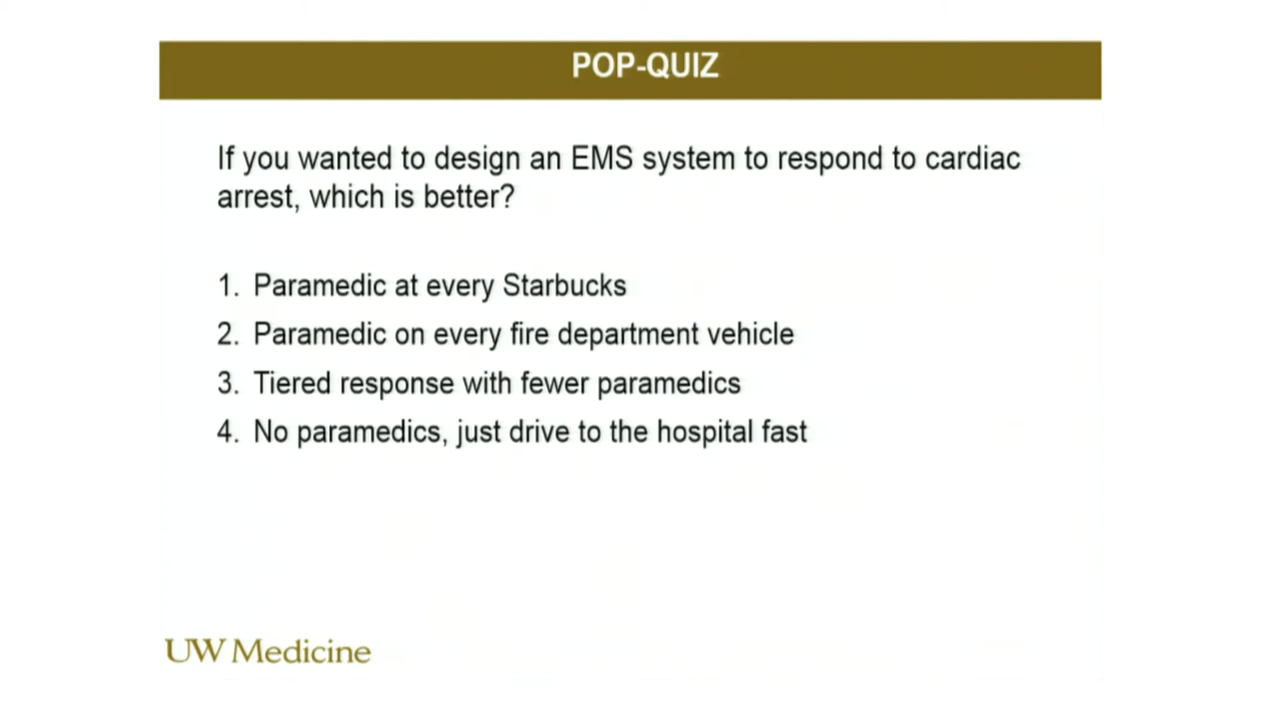 POP-QUIZ
If you wanted to design an EMS system to respond to cardiac
arrest, which is better?
1. Paramedic at every Starbucks
2. Paramedic on every fire department vehicle
3. Tiered response with fewer paramedics
4. No paramedics, just drive to the hospital fast
UW Medicine